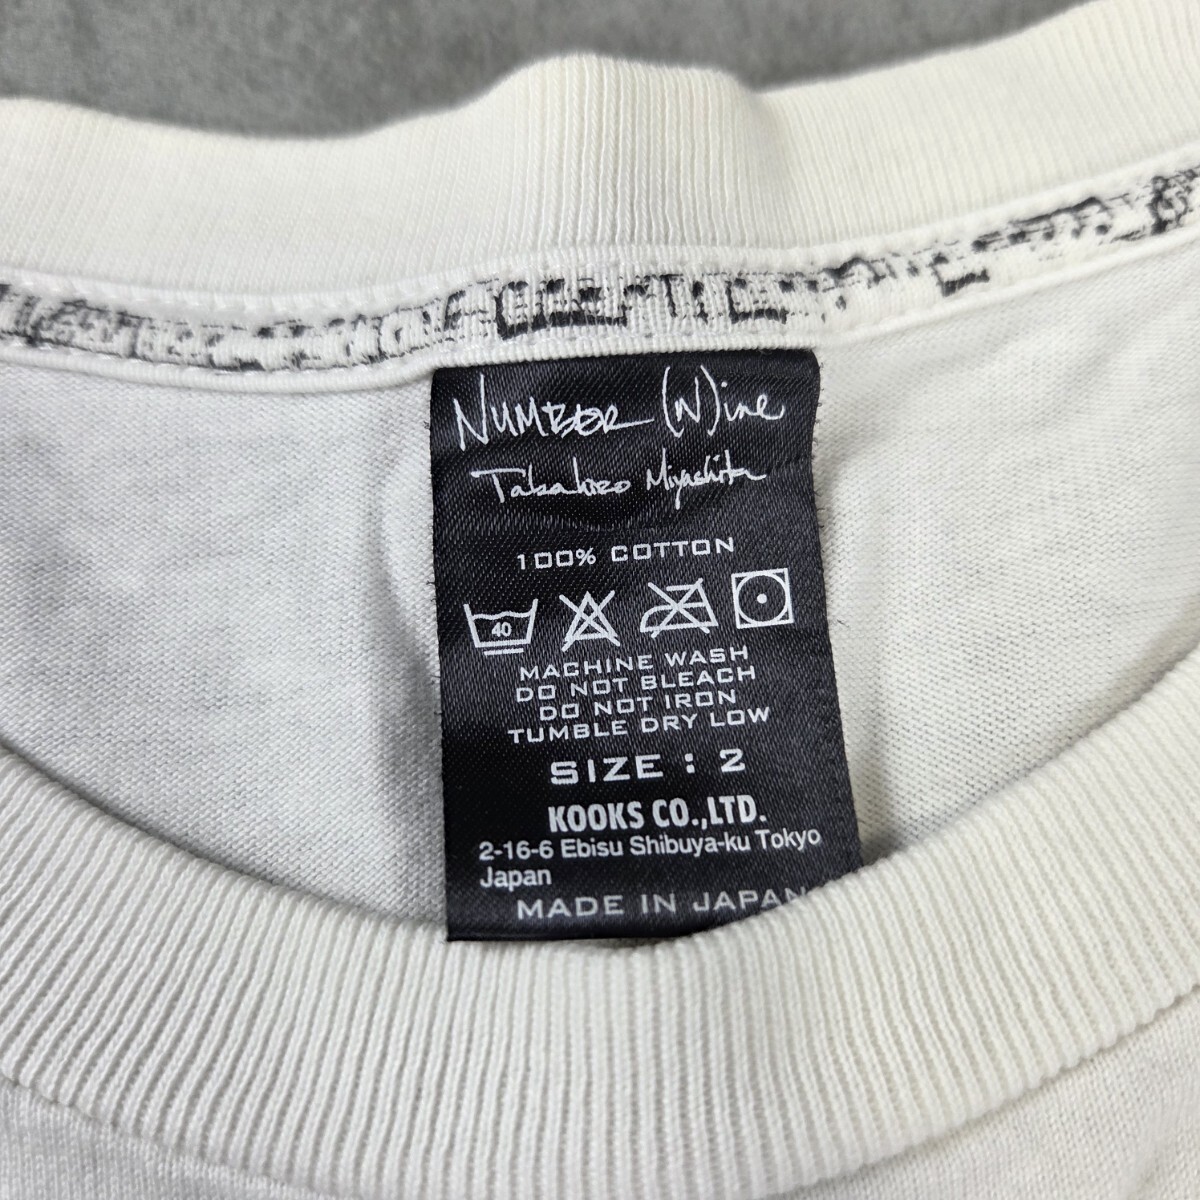 NUMBER (N)ine
Takahiro Miyashita
100% COTTON
40
MACHINE WASH
DO NOT BLEACH
DO NOT IRON
TUMBLE DRY LOW
SIZE : 2
KOOKS CO.,LTD.
2-16-6 Ebisu Shibuya-ku Tokyo
Japan
MADE IN JAPAN